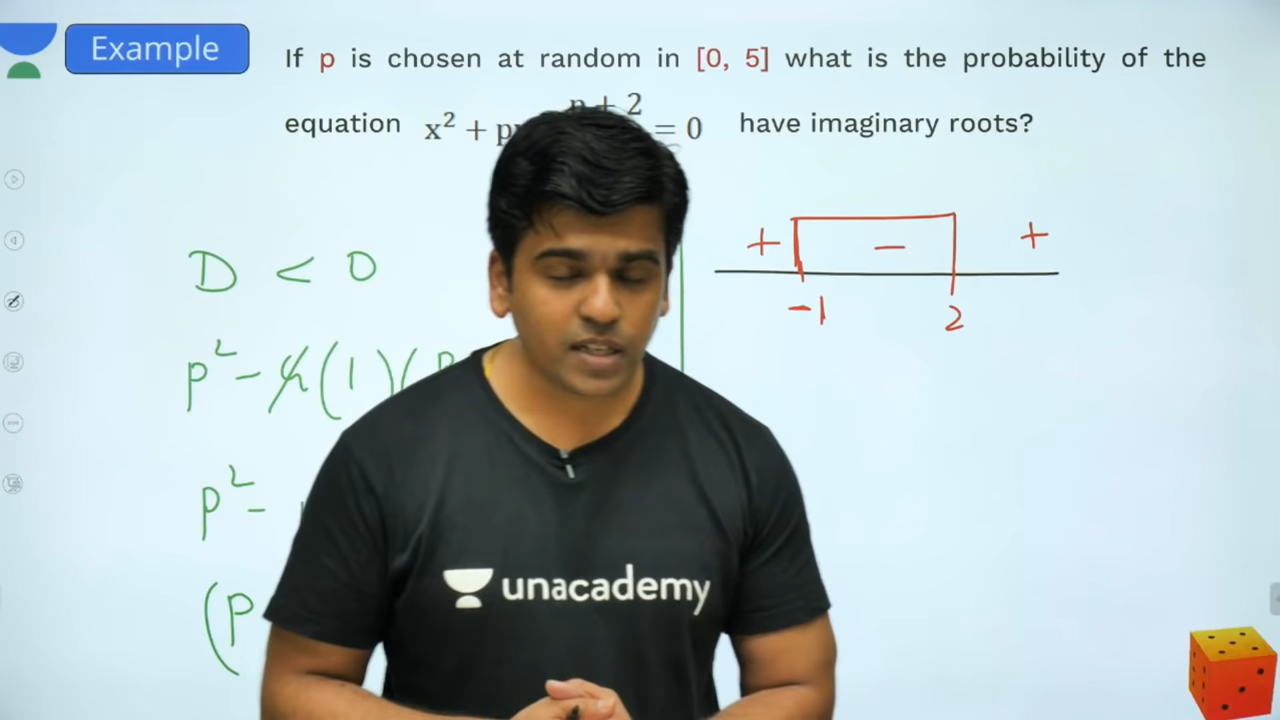 Example
If p is chosen at random in [0, 5] what is the probability of the
equation x² + p + 2 = 0 have imaginary roots?
D < 0
+ − +
-1 2
p² - 4(1)(
p² -
(p
unacademy